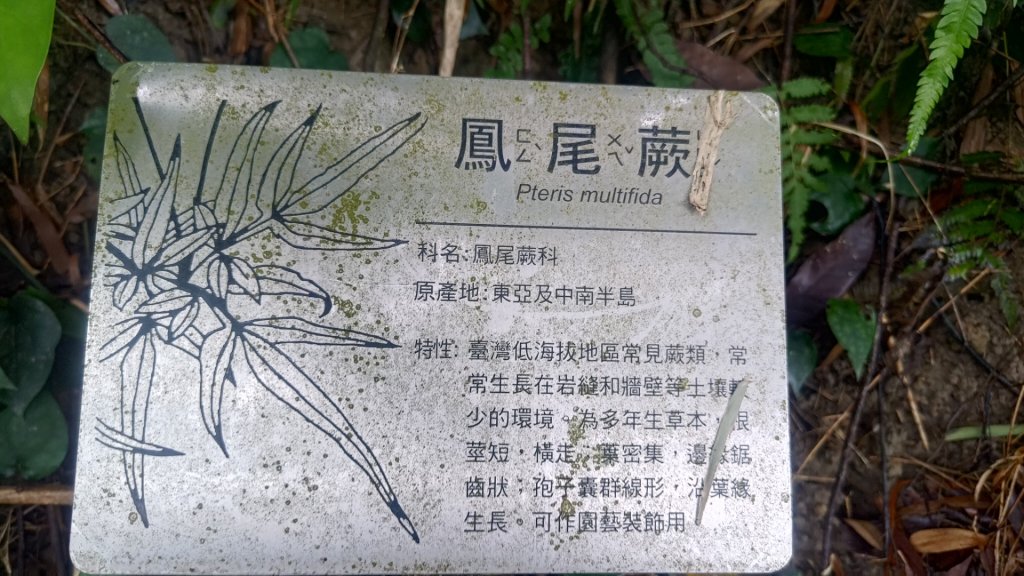 鳳尾蕨
Pteris multifida
科名:鳳尾蕨科
原產地:東亞及中南半島
特性:臺灣低海拔地區常見蕨類，常
常生長在岩縫和牆壁等土壤較
少的環境。為多年生草本，根
莖短，橫走。葉密集，邊緣鋸
齒狀；孢子囊群線形，沿葉緣
生長。可作園藝裝飾用